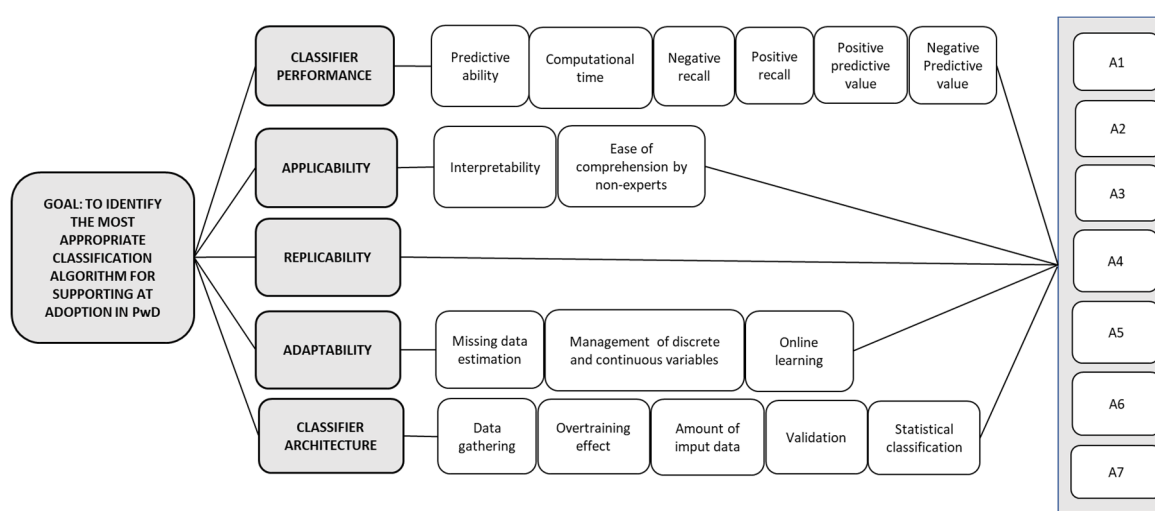 GOAL: TO IDENTIFY
THE MOST
APPROPRIATE
CLASSIFICATION
ALGORITHM FOR
SUPPORTING AT
ADOPTION IN PwD
CLASSIFIER
PERFORMANCE
Predictive
ability
Computational
time
Negative
recall
Positive
recall
Positive
predictive
value
Negative
Predictive
value
APPLICABILITY
Interpretability
Ease of
comprehension by
non-experts
REPLICABILITY
ADAPTABILITY
Missing data
estimation
Management of discrete
and continuous variables
Online
learning
CLASSIFIER
ARCHITECTURE
Data
gathering
Overtraining
effect
Amount of
imput data
Validation
Statistical
classification
A1
A2
A3
A4
A5
A6
A7